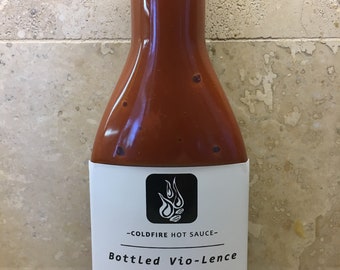 –COLDFIRE HOT SAUCE–
Bottled Vio-Lence